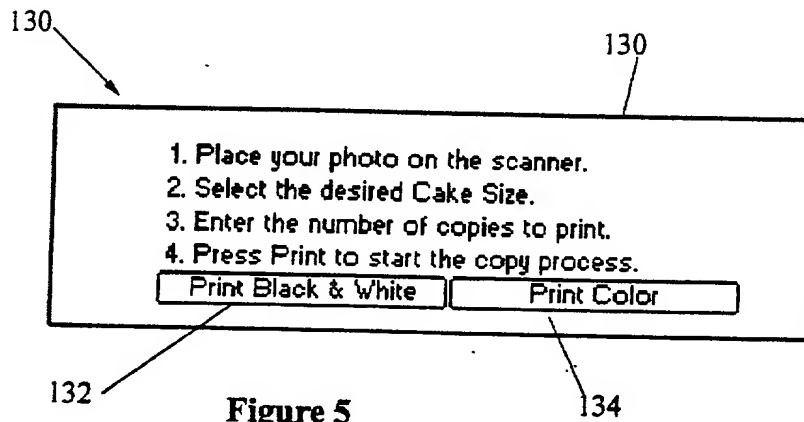 130
130
1. Place your photo on the scanner.
2. Select the desired Cake Size.
3. Enter the number of copies to print.
4. Press Print to start the copy process.
Print Black & White Print Color
132 134
Figure 5